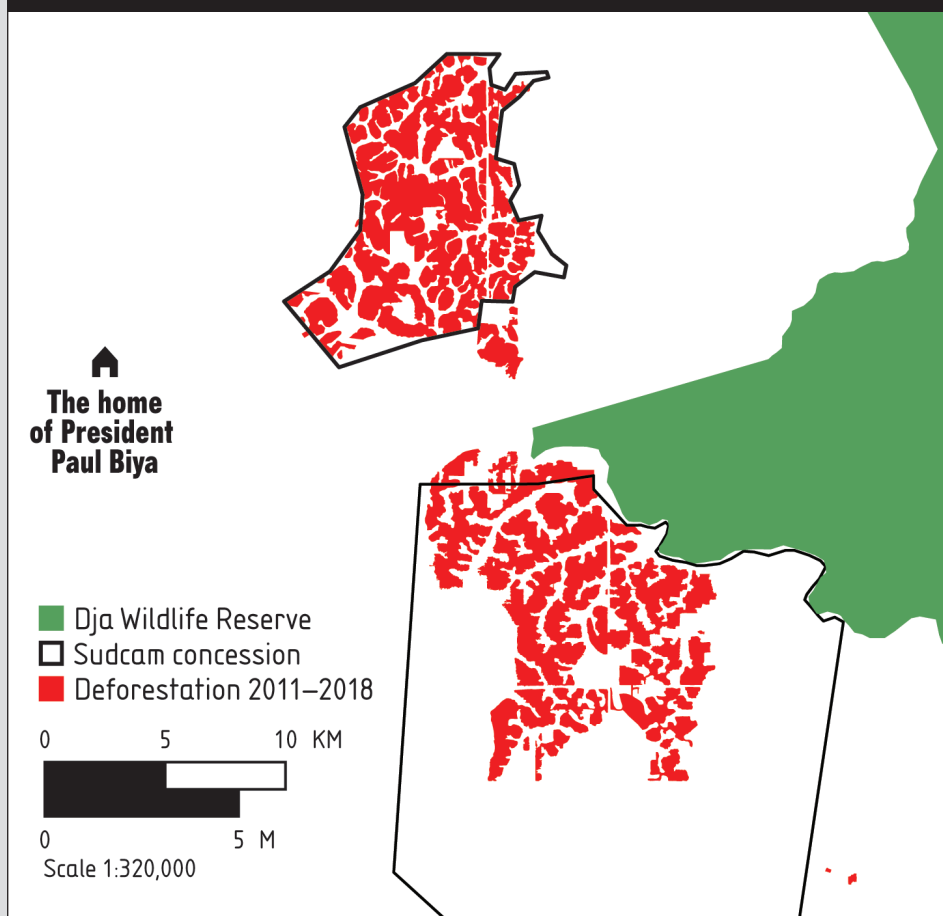 The home
of President
Paul Biya
Dja Wildlife Reserve
Sudcam concession
Deforestation 2011–2018
0 5 10 KM
0 5 M
Scale 1:320,000